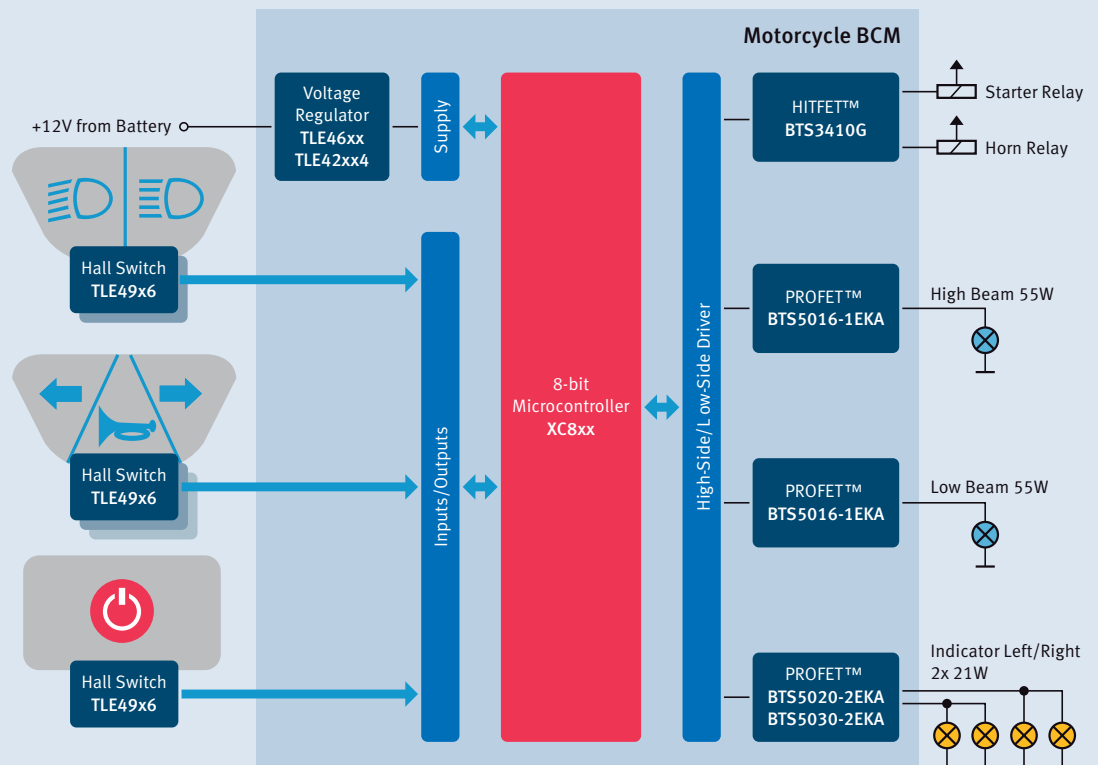 Motorcycle BCM
+12V from Battery
Voltage
Regulator
TLE46xx
TLE42xx4
Supply
Hall Switch
TLE49x6
Hall Switch
TLE49x6
Hall Switch
TLE49x6
Inputs/Outputs
8-bit
Microcontroller
XC8xx
High-Side/Low-Side Driver
HITFET™
BTS3410G
Starter Relay
Horn Relay
PROFET™
BTS5016-1EKA
High Beam 55W
PROFET™
BTS5016-1EKA
Low Beam 55W
PROFET™
BTS5020-2EKA
BTS5030-2EKA
Indicator Left/Right
2x 21W